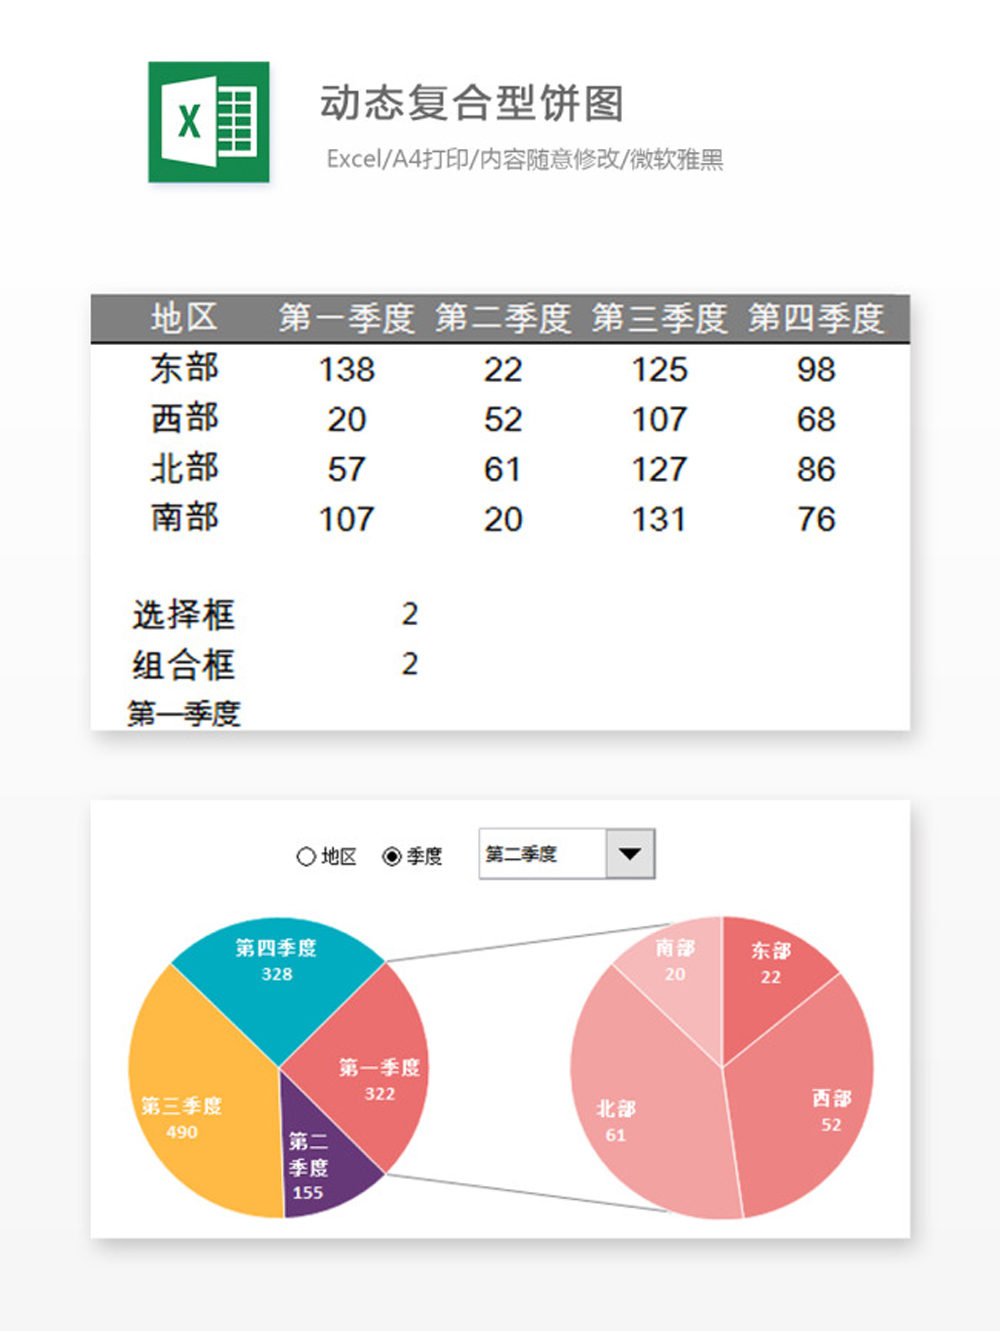 X
动态复合型饼图
Excel/A4打印/内容随意修改/微软雅黑
地区 第一季度 第二季度 第三季度 第四季度
东部 138 22 125 98
西部 20 52 107 68
北部 57 61 127 86
南部 107 20 131 76
选择框 2
组合框 2
第一季度
地区 季度 第二季度
第四季度
328
第一季度
322
第三季度
490
第二
季度
155
南部
20
东部
22
北部
61
西部
52